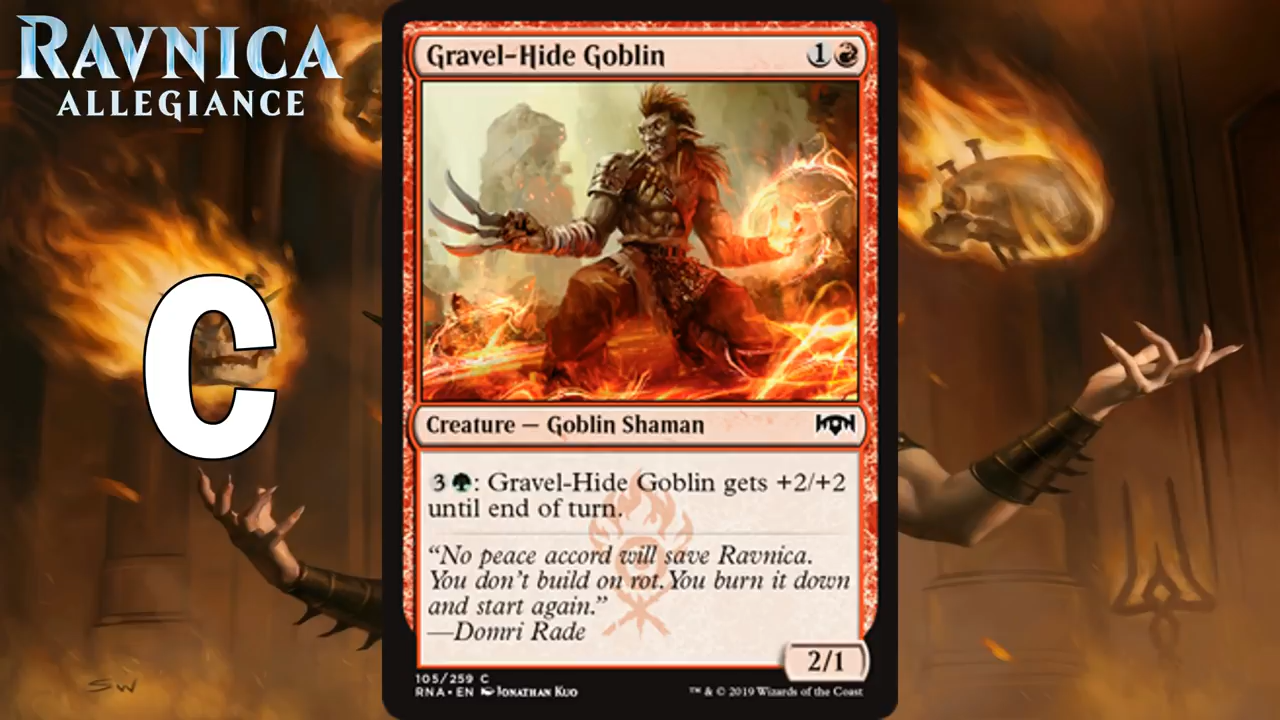 RAVNICA
ALLEGIANCE
C
Gravel-Hide Goblin 1
Creature — Goblin Shaman
3 : Gravel-Hide Goblin gets +2/+2
until end of turn.
“No peace accord will save Ravnica.
You don’t build on rot. You burn it down
and start again.”
—Domri Rade
2/1
105/259 C
RNA • EN Jonathan Kuo
™ & © 2019 Wizards of the Coast
SW